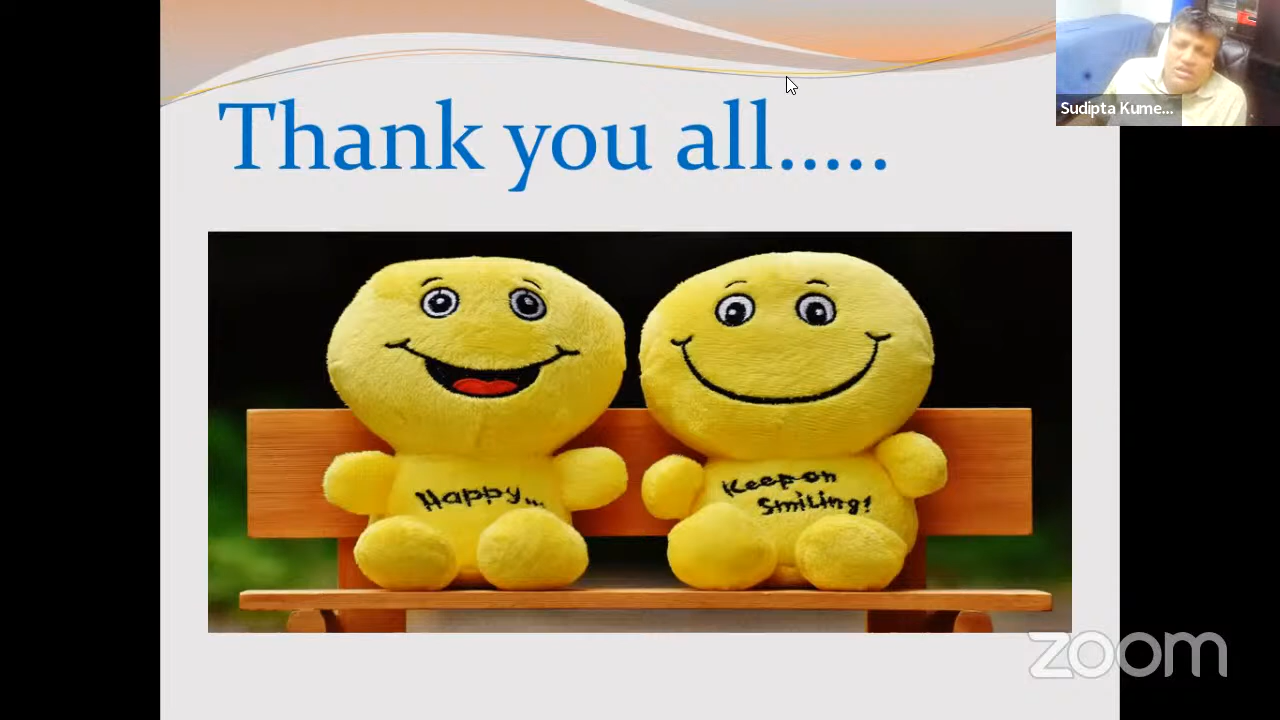 Sudipta Kume...
Thank you all.....
Happy...
Keep on
Smiling!
zoom